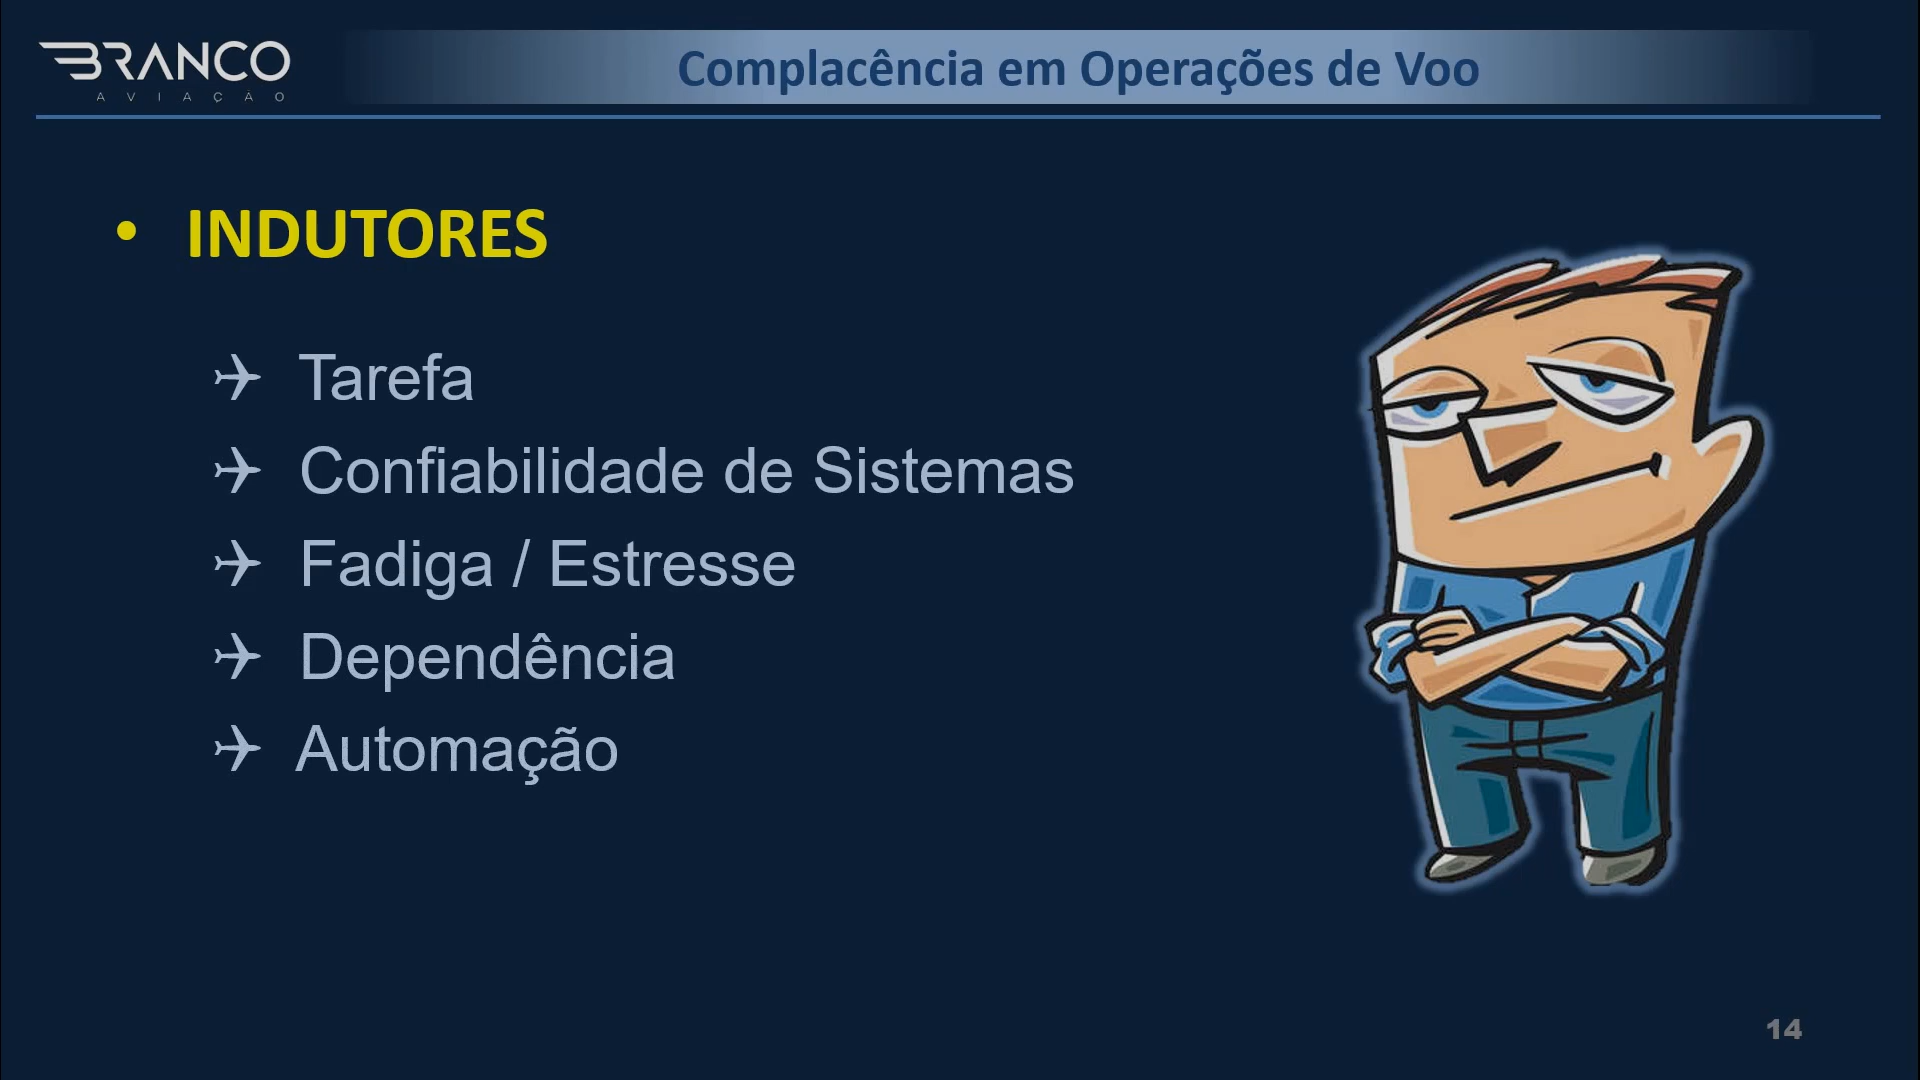 BRANCO
AVIAÇÃO
Complacência em Operações de Voo
• INDUTORES
✈ Tarefa
✈ Confiabilidade de Sistemas
✈ Fadiga / Estresse
✈ Dependência
✈ Automação
14